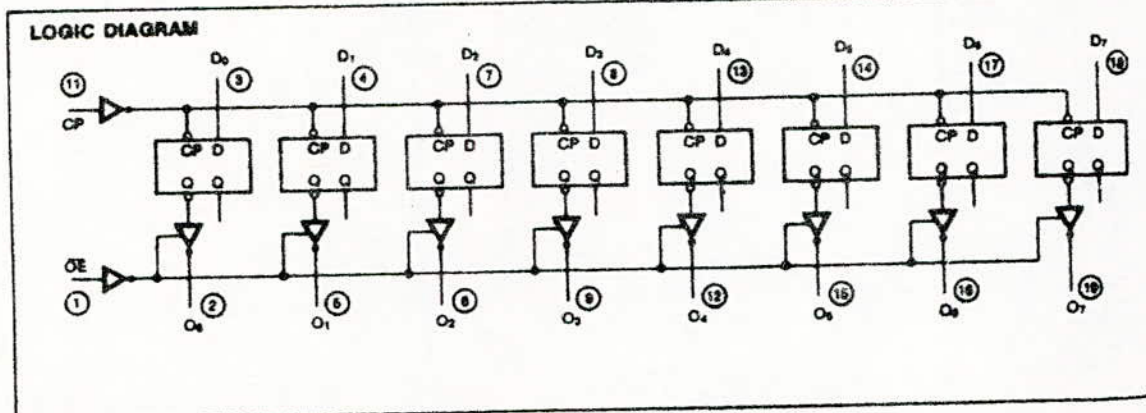 LOGIC DIAGRAM
D₀ D₁ D₂ D₃ D₄ D₅ D₆ D₇
11 3 4 7 8 13 14 17 18
CP
CP D CP D CP D CP D CP D CP D CP D CP D
Q Q Q Q Q Q Q Q Q Q Q Q Q Q Q Q
OE
1 2 5 6 9 12 15 16 19
O₀ O₁ O₂ O₃ O₄ O₅ O₆ O₇